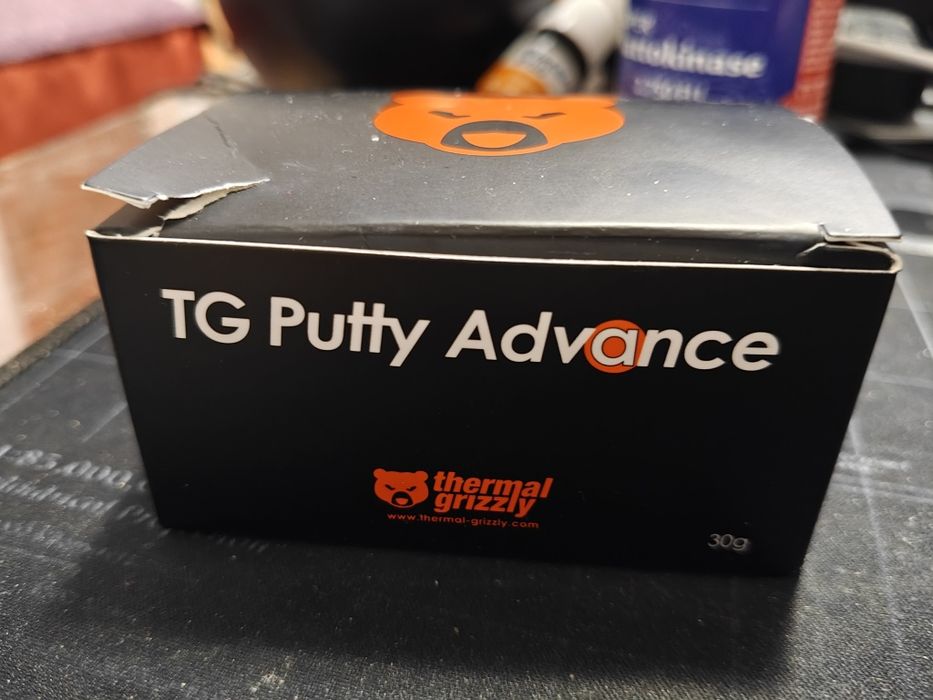 TG Putty Advance
thermal
grizzly
www.thermal-grizzly.com
30g